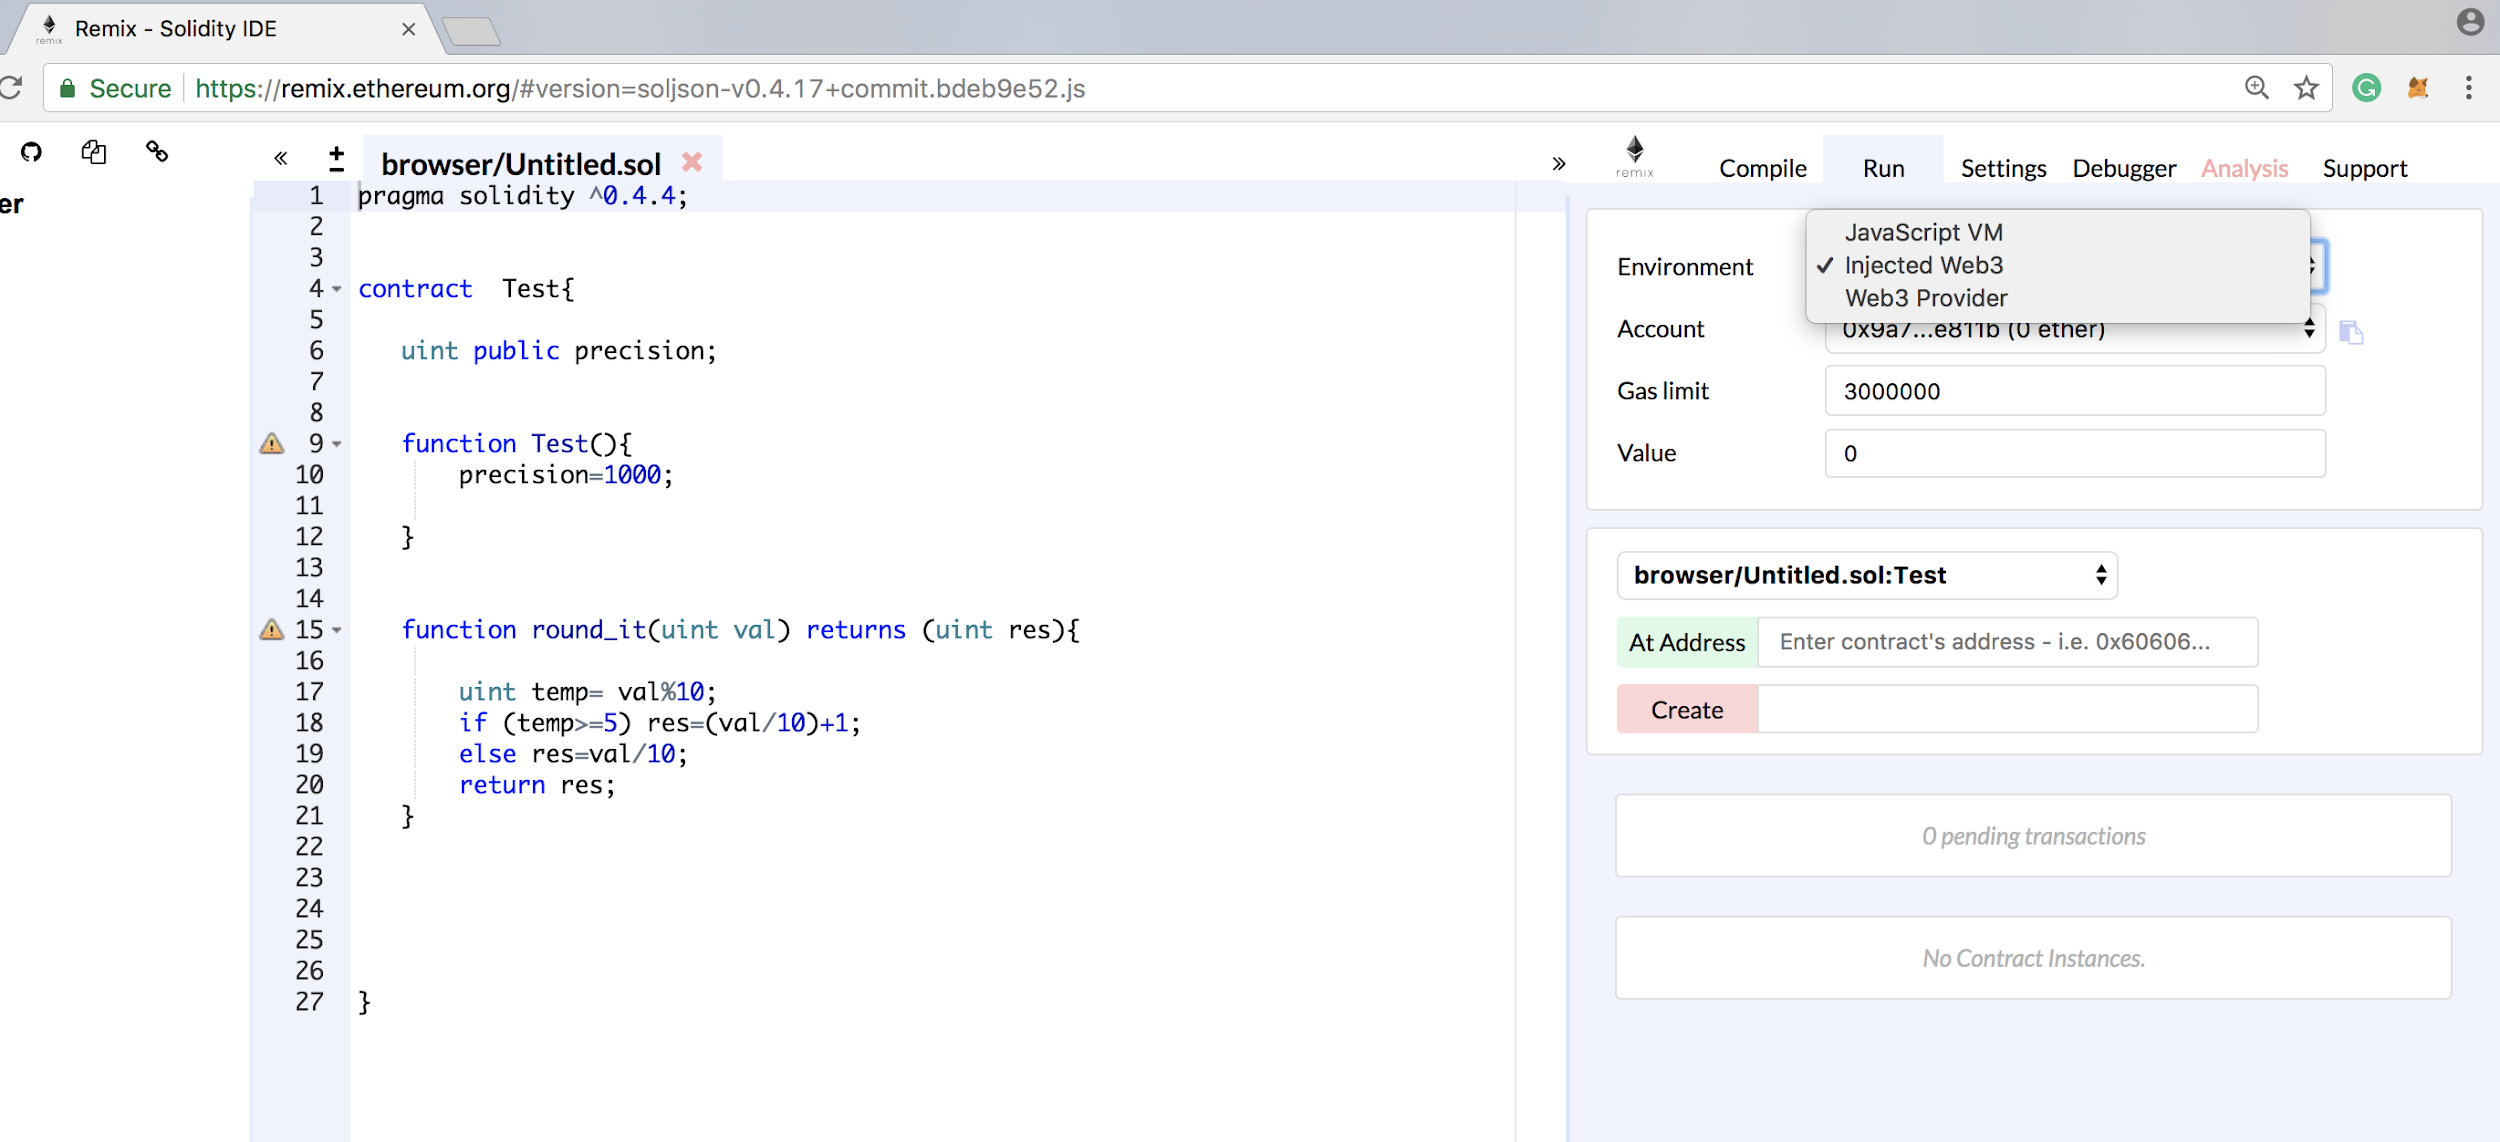 remix
Remix - Solidity IDE
Secure
https://remix.ethereum.org/#version=soljson-v0.4.17+commit.bdeb9e52.js
er
browser/Untitled.sol
1 pragma solidity ^0.4.4;
2
3
4 contract  Test{
5
6    uint public precision;
7
8
9    function Test(){
10        precision=1000;
11
12    }
13
14
15    function round_it(uint val) returns (uint res){
16
17        uint temp= val%10;
18        if (temp>=5) res=(val/10)+1;
19        else res=val/10;
20        return res;
21    }
22
23
24
25
26
27 }
remix
Compile
Run
Settings
Debugger
Analysis
Support
Environment
JavaScript VM
✓ Injected Web3
Web3 Provider
Account
0x9a7...e811b (0 ether)
Gas limit
3000000
Value
0
browser/Untitled.sol:Test
At Address
Enter contract's address - i.e. 0x60606...
Create
0 pending transactions
No Contract Instances.